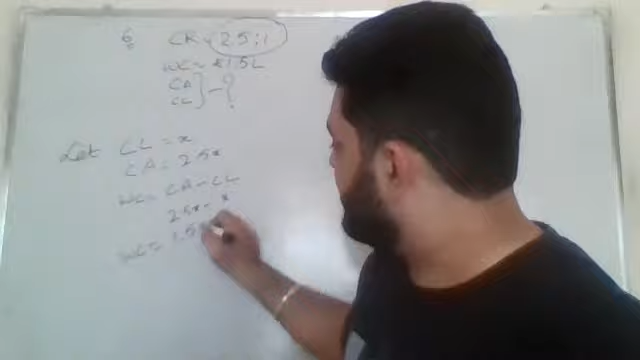 6
CR = 2.5:1
WC = ₹1.5L
CA } - ?
CL
Let CL = x
CA = 2.5x
WC = CA - CL
2.5x - x
WC = 1.5x